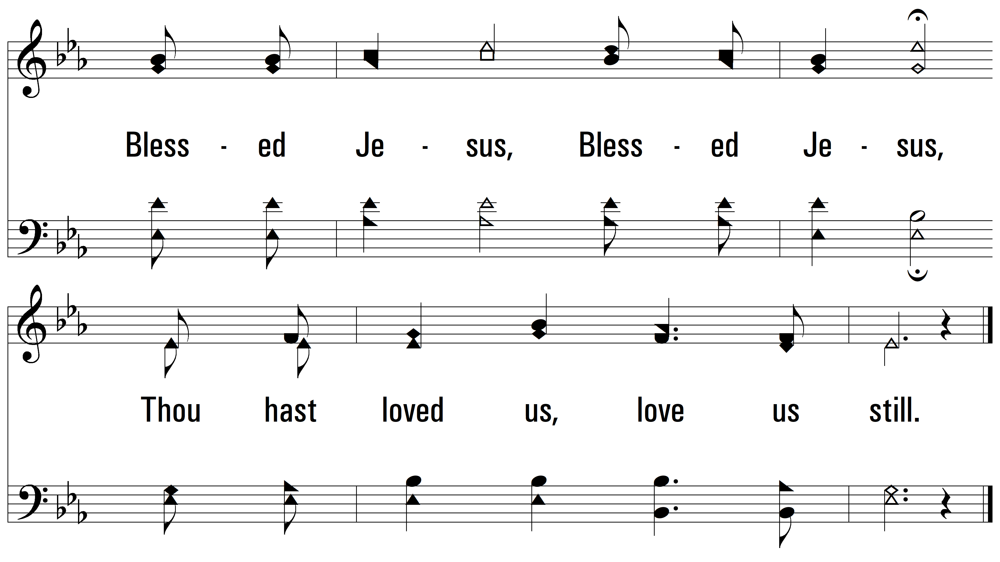 Bless - ed Je - sus, Bless - ed Je - sus,
Thou hast loved us, love us still.